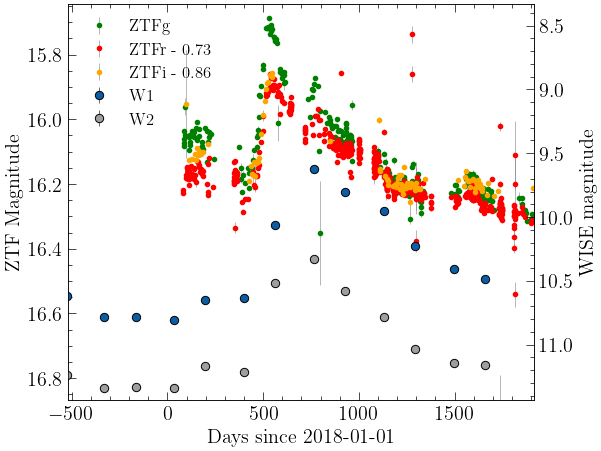 ZTFg
ZTFr - 0.73
ZTFi - 0.86
W1
W2
15.8
16.0
16.2
16.4
16.6
16.8
ZTF Magnitude
8.5
9.0
9.5
10.0
10.5
11.0
WISE magnitude
−500
0
500
1000
1500
Days since 2018-01-01